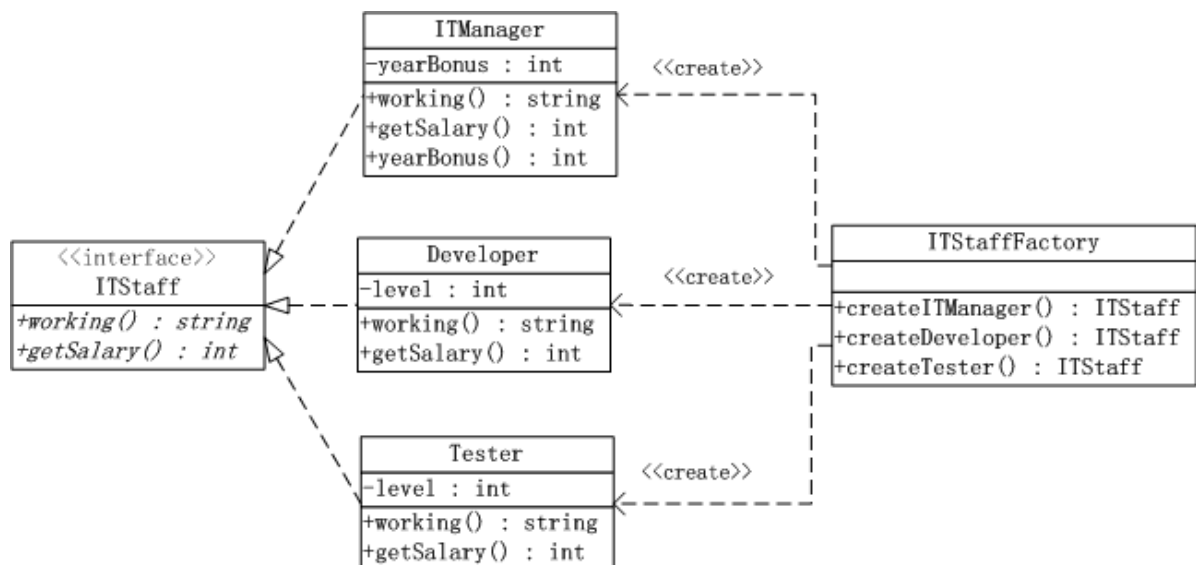 ITManager
-yearBonus : int
+working() : string
+getSalary() : int
+yearBonus() : int
<<create>>
<<interface>>
ITStaff
+working() : string
+getSalary() : int
Developer
-level : int
+working() : string
+getSalary() : int
<<create>>
ITStaffFactory
+createITManager() : ITStaff
+createDeveloper() : ITStaff
+createTester() : ITStaff
Tester
-level : int
+working() : string
+getSalary() : int
<<create>>